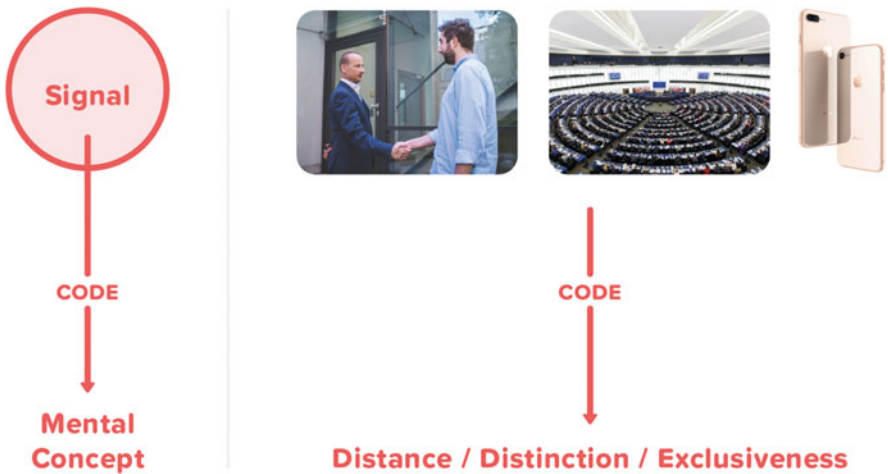 Signal
CODE
Mental
Concept
CODE
Distance / Distinction / Exclusiveness